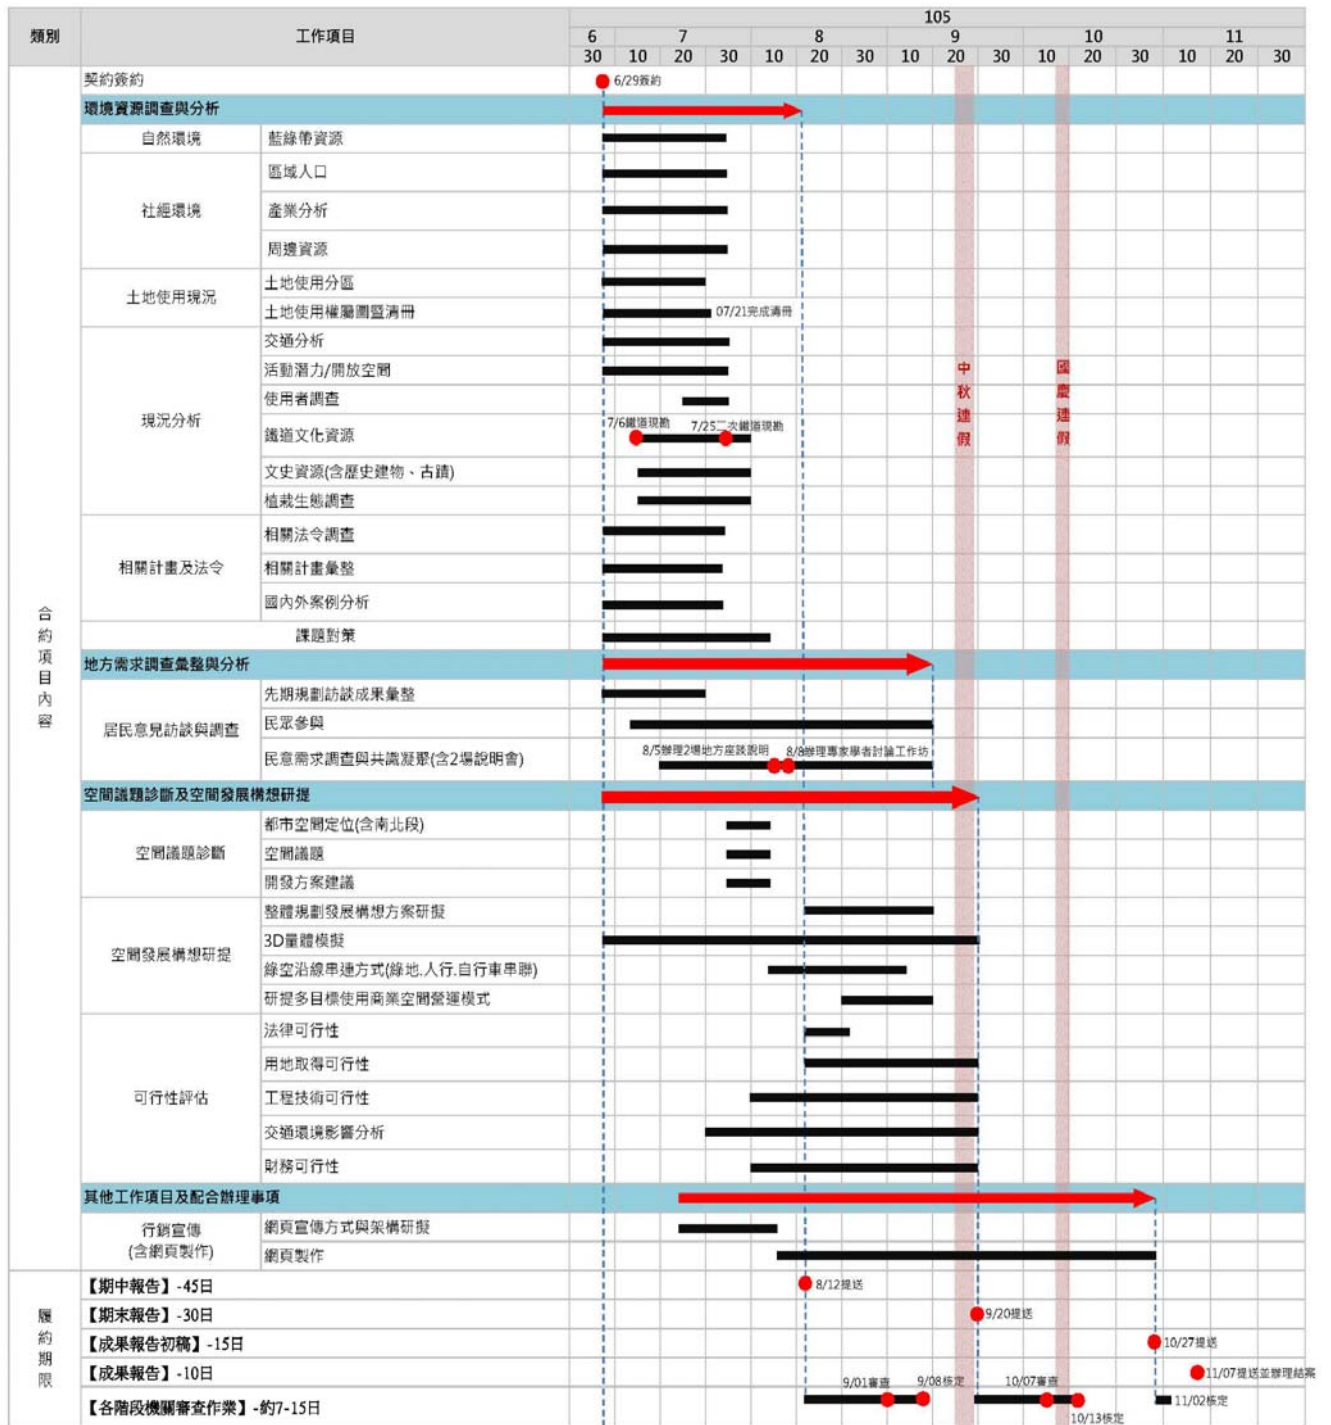 105
類別 工作項目 6 7 8 9 10 11
30 10 20 30 10 20 30 10 20 30 10 20 30 10 20 30
契約簽約 6/29簽約
環境資源調查與分析
自然環境 藍綠帶資源
社經環境 區域人口
產業分析
周邊資源
土地使用現況 土地使用分區
土地使用權屬圖暨清冊 07/21完成清冊
現況分析 交通分析
活動潛力/開放空間
使用者調查
鐵道文化資源 7/6鐵道現勘 7/25二次鐵道現勘
文史資源(含歷史建物、古蹟)
植栽生態調查
中秋連假
國慶連假
相關計畫及法令 相關法令調查
相關計畫彙整
國內外案例分析
課題對策
合約項目內容
地方需求調查彙整與分析
居民意見訪談與調查 先期規劃訪談成果彙整
民眾參與
民意需求調查與共識凝聚(含2場說明會) 8/5辦理2場地方座談說明 8/8辦理專家學者討論工作坊
空間議題診斷及空間發展構想研提
空間議題診斷 都市空間定位(含南北段)
空間議題
開發方案建議
空間發展構想研提 整體規劃發展構想方案研擬
3D量體模擬
綠空沿線串連方式(綠地.人行.自行車串聯)
研提多目標使用商業空間營運模式
可行性評估 法律可行性
用地取得可行性
工程技術可行性
交通環境影響分析
財務可行性
其他工作項目及配合辦理事項
行銷宣傳
(含網頁製作)
網頁宣傳方式與架構研擬
網頁製作
履約期限
【期中報告】-45日 8/12提送
【期末報告】-30日 9/20提送
【成果報告初稿】-15日 10/27提送
【成果報告】-10日 11/07提送並辦理結案
【各階段機關審查作業】-約7-15日 9/01審查 9/08核定 10/07審查 10/13核定 11/02核定